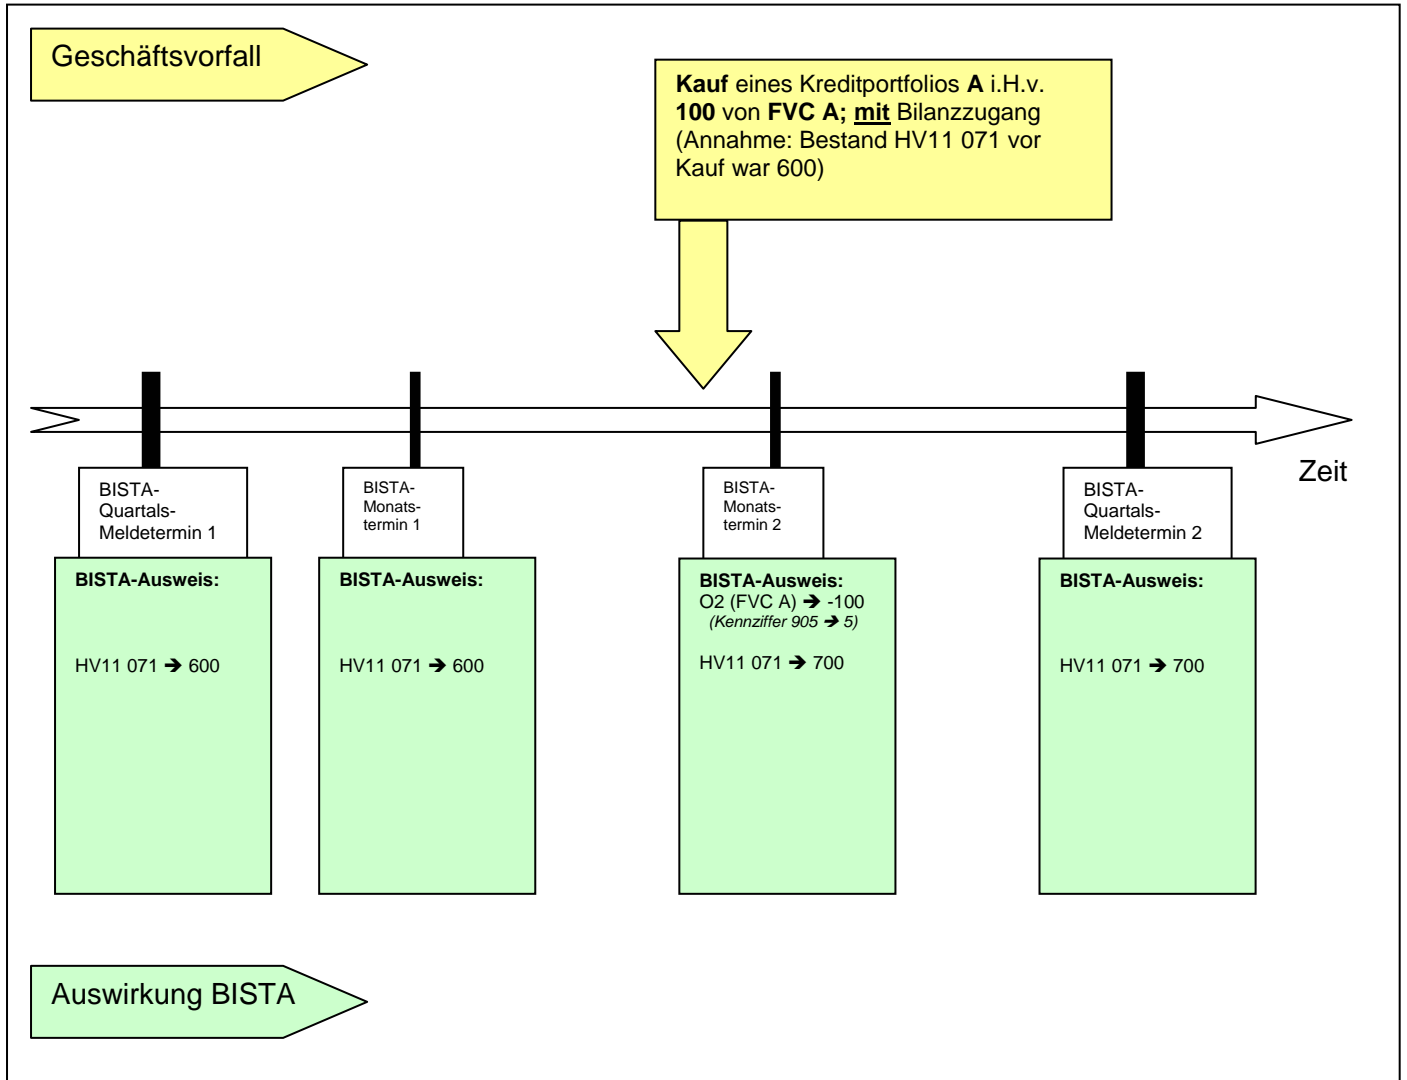 Geschäftsvorfall
Kauf eines Kreditportfolios A i.H.v.
100 von FVC A; mit Bilanzzugang
(Annahme: Bestand HV11 071 vor
Kauf war 600)
Zeit
BISTA-
Quartals-
Meldetermin 1
BISTA-Ausweis:
HV11 071 ➔ 600
BISTA-
Monats-
termin 1
BISTA-Ausweis:
HV11 071 ➔ 600
BISTA-
Monats-
termin 2
BISTA-Ausweis:
O2 (FVC A) ➔ -100
(Kennziffer 905 ➔ 5)
HV11 071 ➔ 700
BISTA-
Quartals-
Meldetermin 2
BISTA-Ausweis:
HV11 071 ➔ 700
Auswirkung BISTA